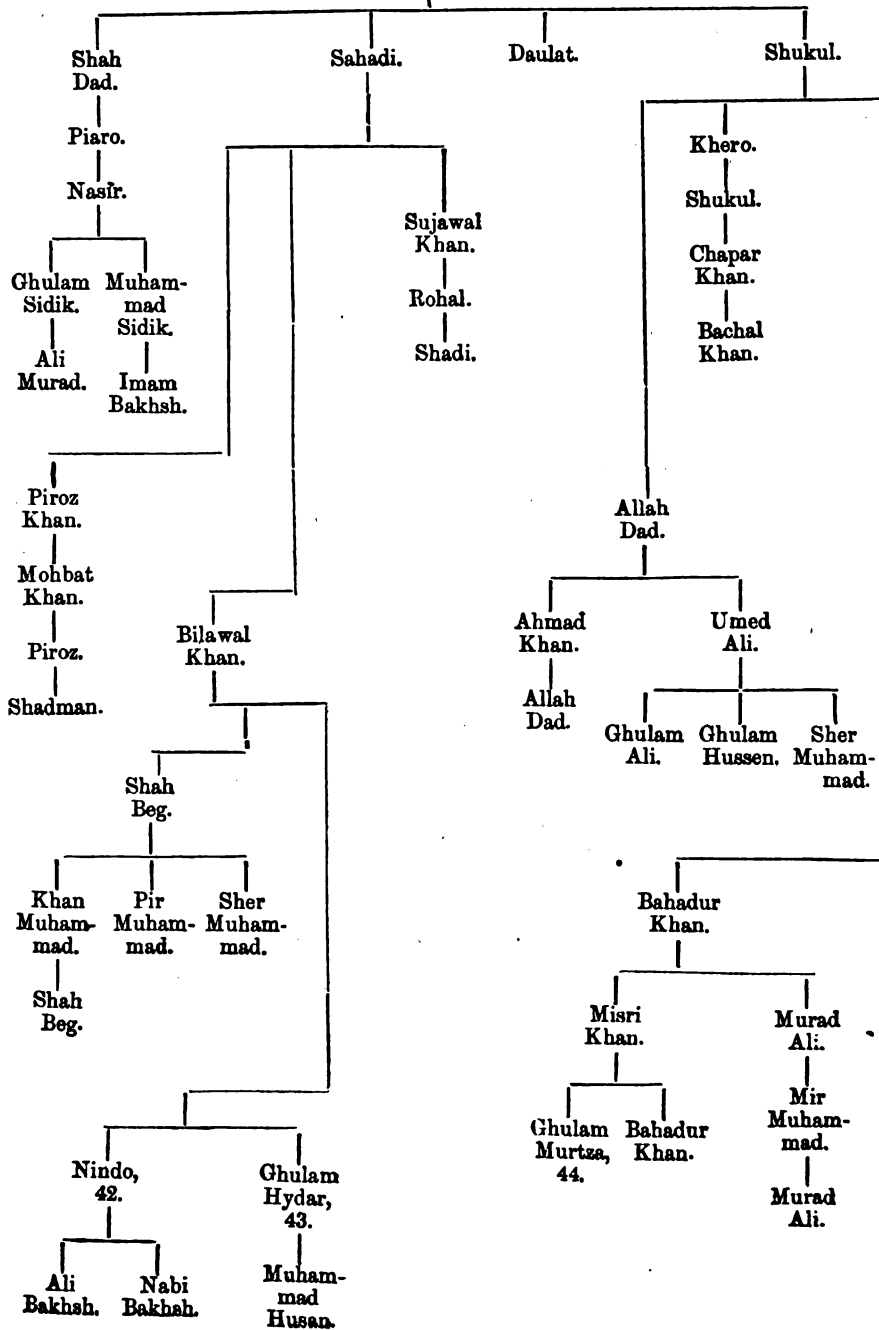 Shah
Dad.
Sahadi.
Daulat.
Shukul.
Piaro.
Nasir.
Ghulam
Sidik.
Muham-
mad
Sidik.
Ali
Murad.
Imam
Bakhsh.
Sujawal
Khan.
Rohal.
Shadi.
Khero.
Shukul.
Chapar
Khan.
Bachal
Khan.
Piroz
Khan.
Mohbat
Khan.
Piroz.
Shadman.
Bilawal
Khan.
Allah
Dad.
Ahmad
Khan.
Umed
Ali.
Allah
Dad.
Ghulam
Ali.
Ghulam
Hussen.
Sher
Muham-
mad.
Shah
Beg.
Khan
Muham-
mad.
Pir
Muham-
mad.
Sher
Muham-
mad.
Shah
Beg.
Bahadur
Khan.
Misri
Khan.
Murad
Ali.
Ghulam
Murtza,
44.
Bahadur
Khan.
Mir
Muham-
mad.
Murad
Ali.
Nindo,
42.
Ghulam
Hydar,
43.
Ali
Bakhsh.
Nabi
Bakhsh.
Muham-
mad
Husan.